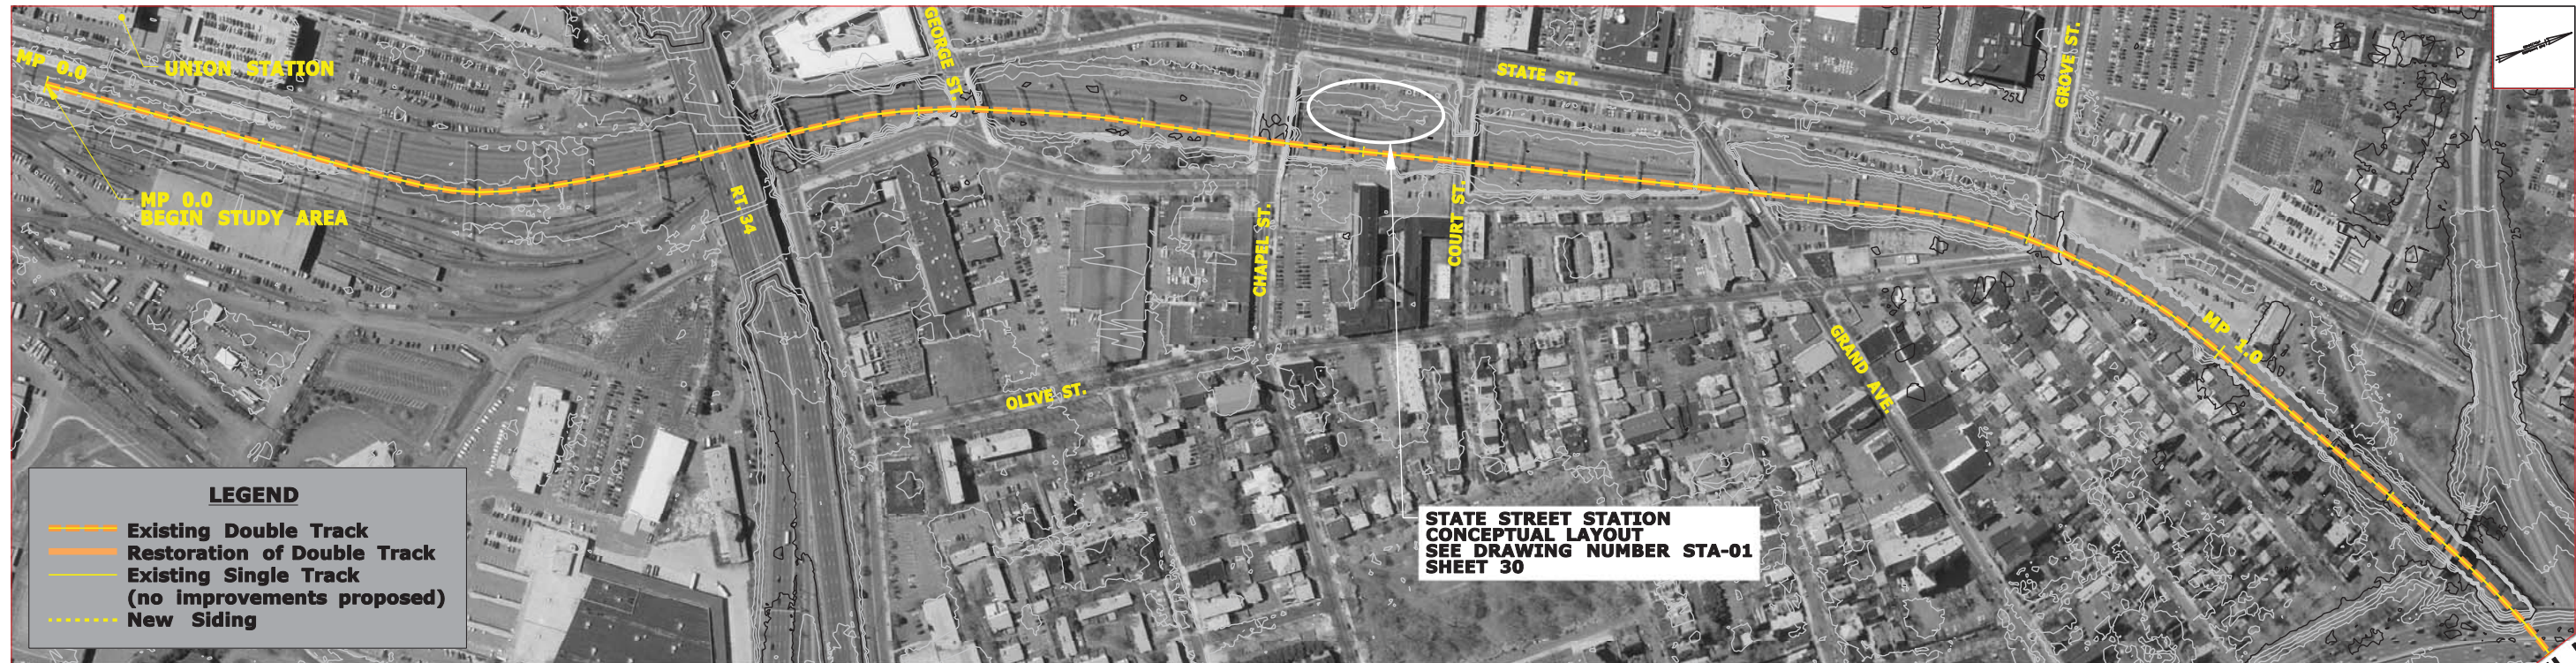 MP 0.0
UNION STATION
MP 0.0
BEGIN STUDY AREA
RT. 34
GEORGE ST.
CHAPEL ST.
COURT ST.
STATE ST.
GROVE ST.
OLIVE ST.
GRAND AVE.
MP 1.0
25
25
STATE STREET STATION
CONCEPTUAL LAYOUT
SEE DRAWING NUMBER STA-01
SHEET 30
LEGEND
Existing Double Track
Restoration of Double Track
Existing Single Track
(no improvements proposed)
New Siding